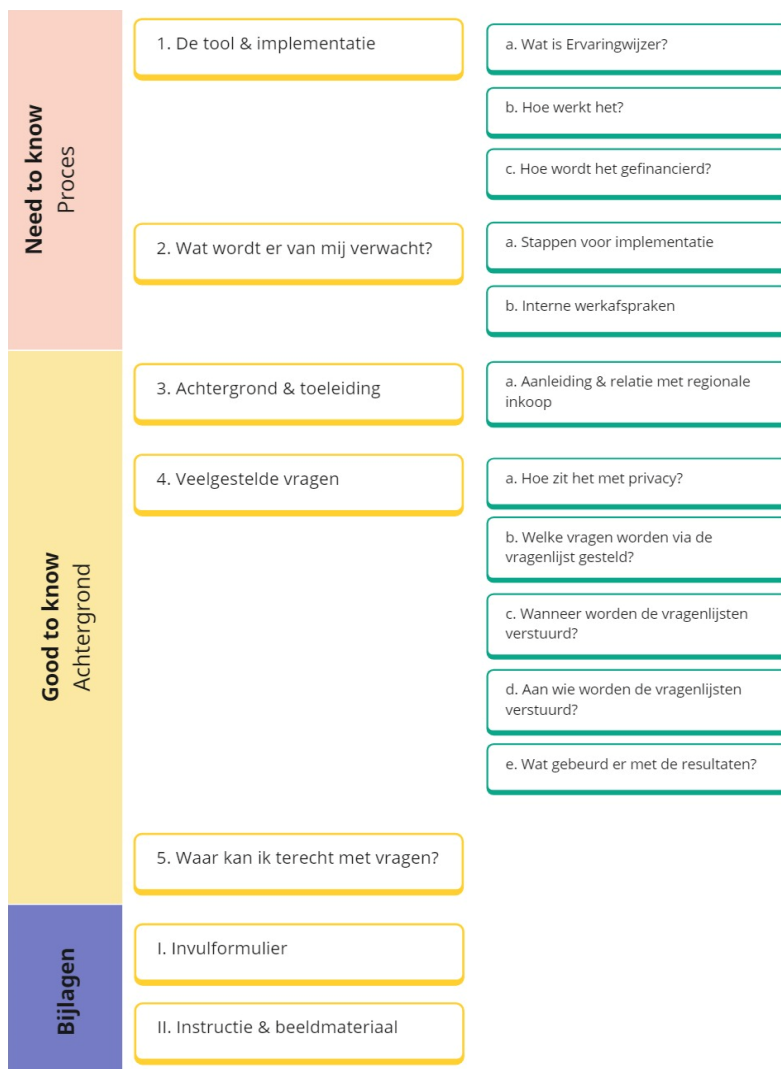 Need to know
Proces
1. De tool & implementatie
a. Wat is Ervaringwijzer?
b. Hoe werkt het?
c. Hoe wordt het gefinancierd?
2. Wat wordt er van mij verwacht?
a. Stappen voor implementatie
b. Interne werkafspraken
Good to know
Achtergrond
3. Achtergrond & toeleiding
a. Aanleiding & relatie met regionale
inkoop
4. Veelgestelde vragen
a. Hoe zit het met privacy?
b. Welke vragen worden via de
vragenlijst gesteld?
c. Wanneer worden de vragenlijsten
verstuurd?
d. Aan wie worden de vragenlijsten
verstuurd?
e. Wat gebeurd er met de resultaten?
5. Waar kan ik terecht met vragen?
Bijlagen
I. Invulformulier
II. Instructie & beeldmateriaal